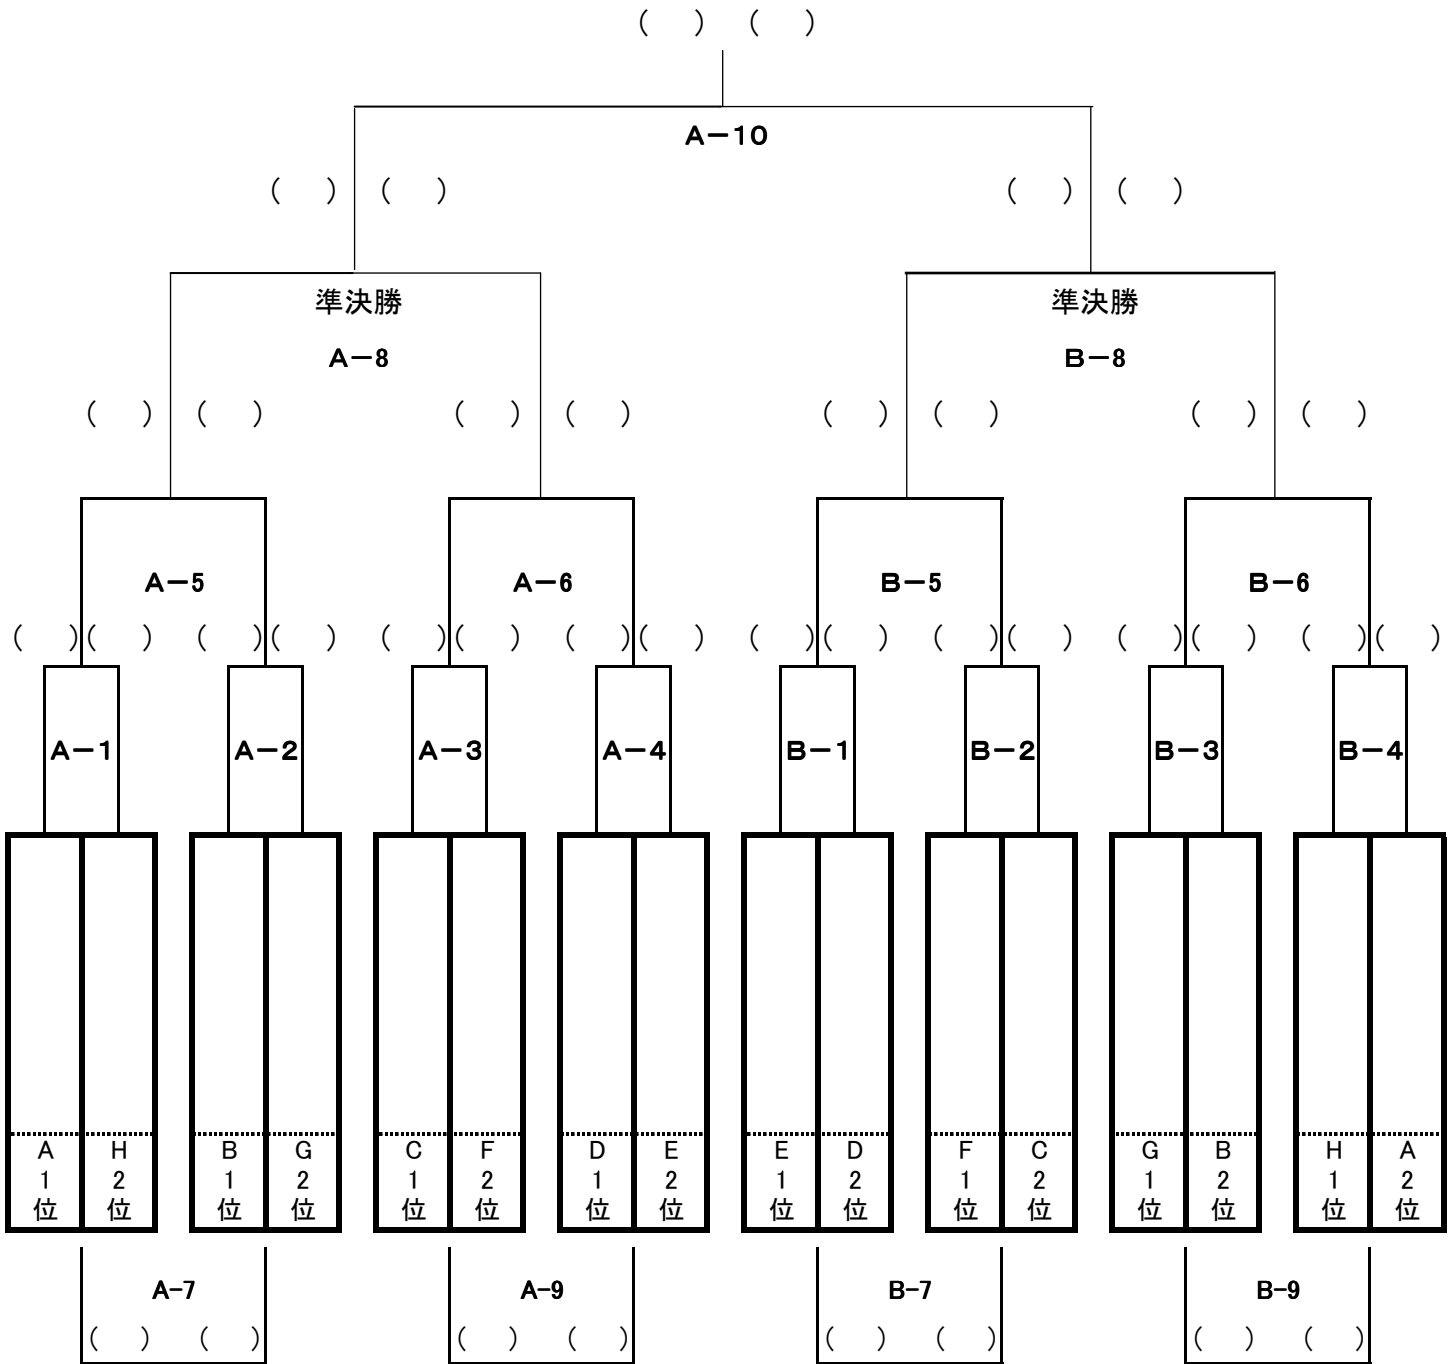 (　　) (　　)
A－10
(　　) (　　) (　　) (　　)
準決勝 準決勝
A－8 B－8
(　　) (　　) (　　) (　　) (　　) (　　) (　　) (　　)
A－5 A－6 B－5 B－6
(　　)(　　) (　　)(　　) (　　)(　　) (　　)(　　) (　　)(　　) (　　)(　　) (　　)(　　) (　　)(　　)
A－1 A－2 A－3 A－4 B－1 B－2 B－3 B－4
A H B G C F D E E D F C G B H A
1 2 1 2 1 2 1 2 1 2 1 2 1 2 1 2
位 位 位 位 位 位 位 位 位 位 位 位 位 位 位 位
A-7 A-9 B-7 B-9
(　　) (　　) (　　) (　　) (　　) (　　) (　　) (　　)